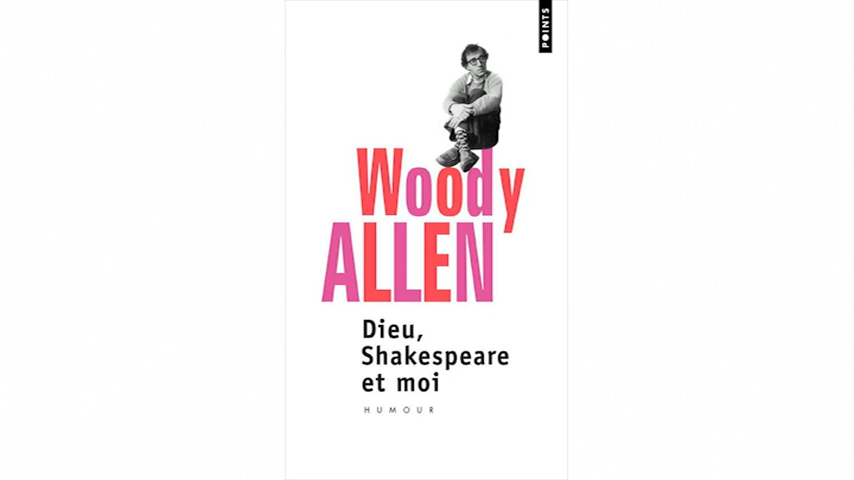 POINTS
Woody
ALLEN
Dieu,
Shakespeare
et moi
HUMOUR